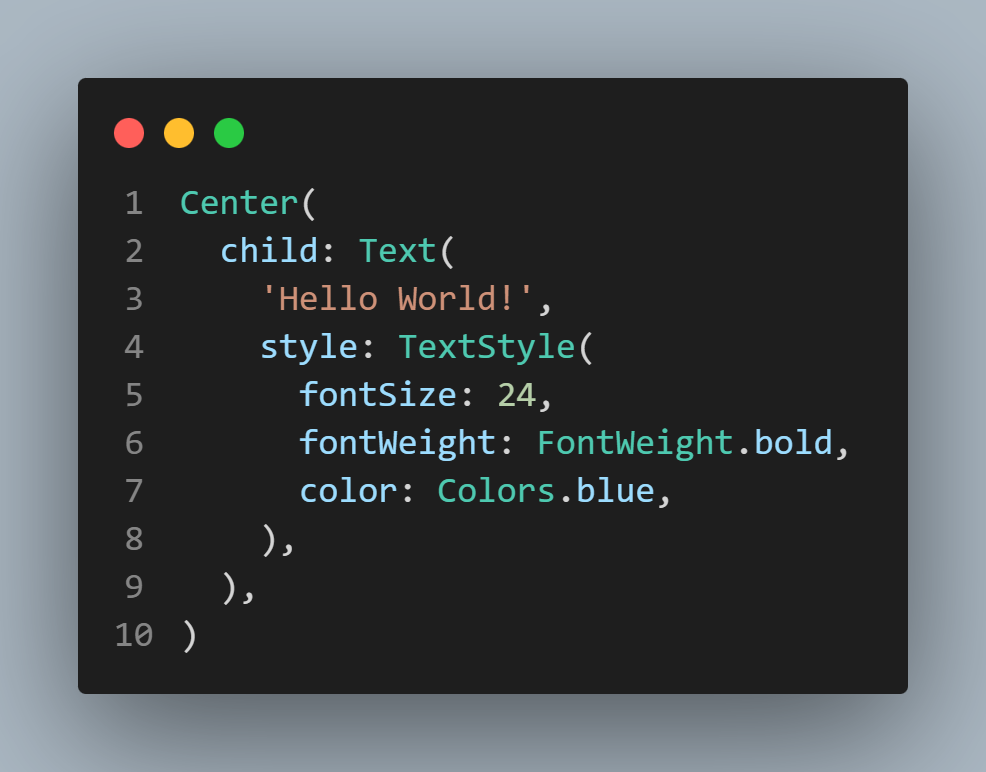 1 Center(
2   child: Text(
3     'Hello World!',
4     style: TextStyle(
5       fontSize: 24,
6       fontWeight: FontWeight.bold,
7       color: Colors.blue,
8     ),
9   ),
10 )